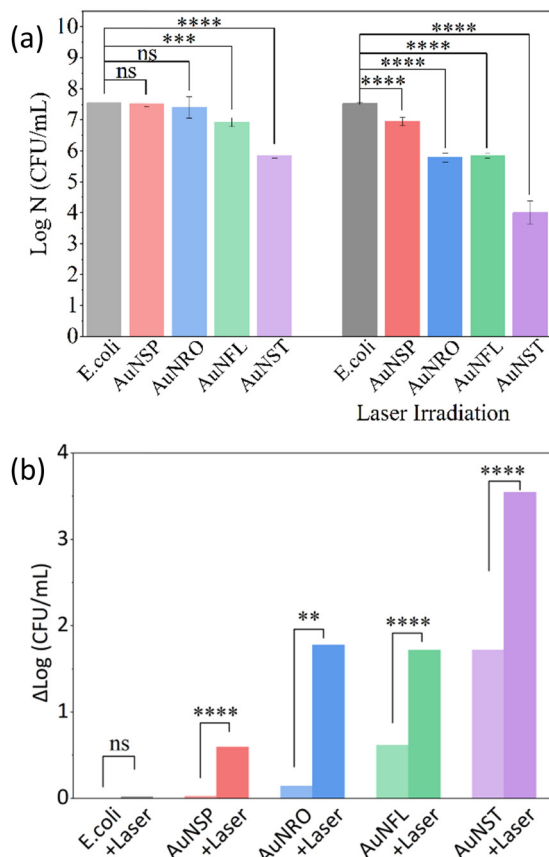 (a)
****
***
ns
ns
****
****
****
****
10
9
8
7
6
5
4
3
2
1
0
Log N (CFU/mL)
E.coli
AuNSP
AuNRO
AuNFL
AuNST
E.coli
AuNSP
AuNRO
AuNFL
AuNST
Laser Irradiation
(b)
4
3
2
1
0
ΔLog (CFU/mL)
ns
****
**
****
****
E.coli
+Laser
AuNSP
+Laser
AuNRO
+Laser
AuNFL
+Laser
AuNST
+Laser